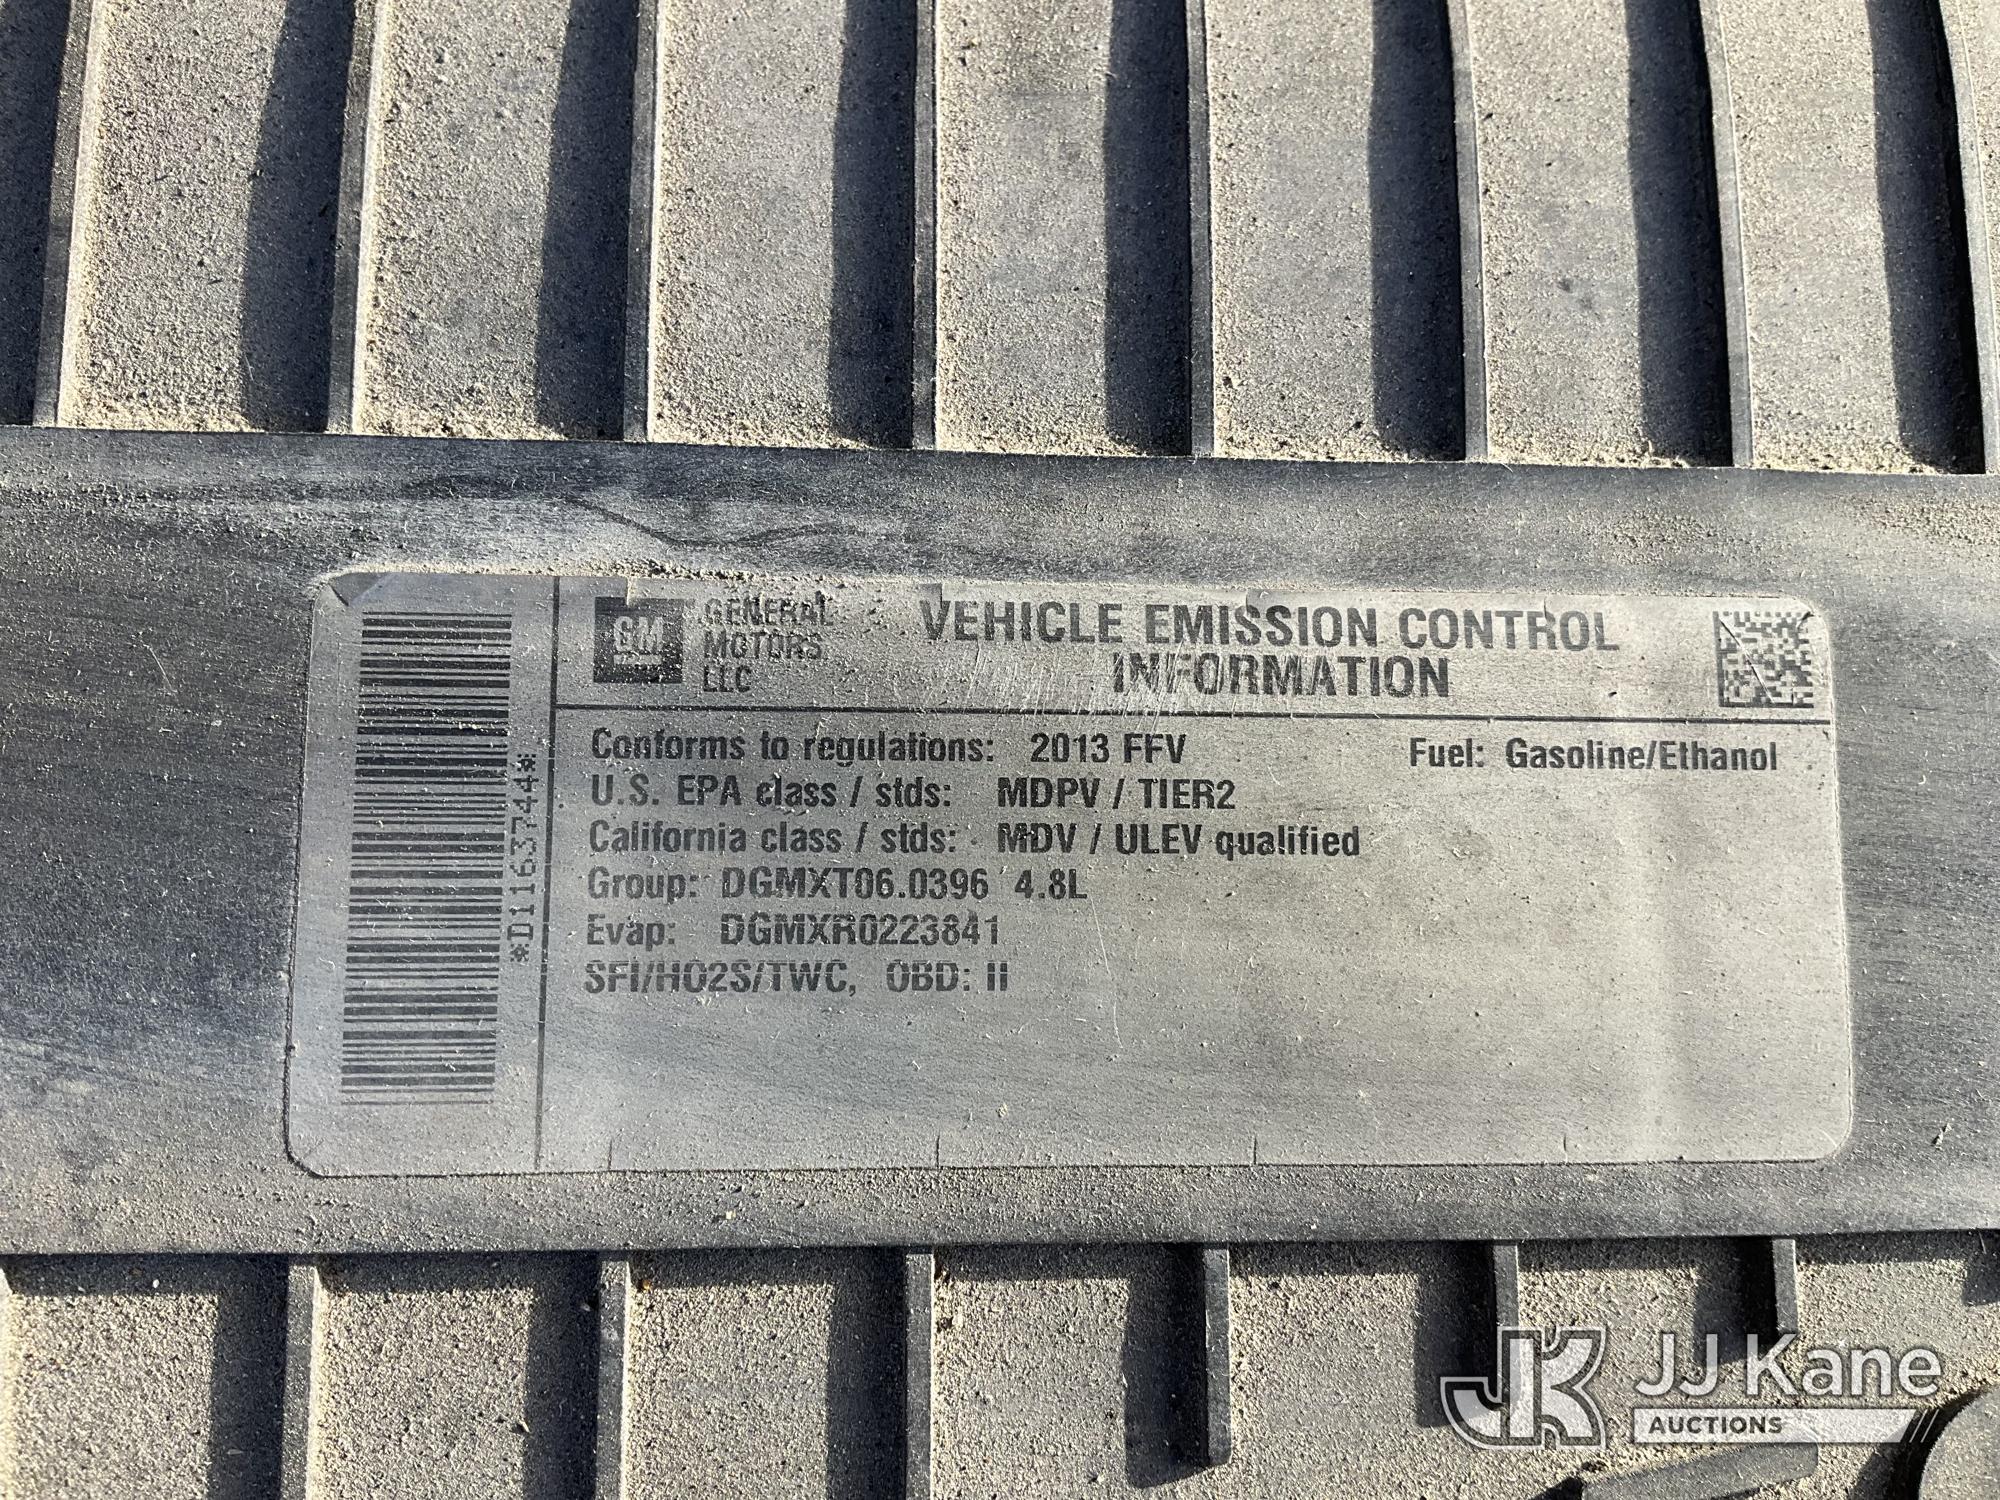 GM
GENERAL
MOTORS
LLC
VEHICLE EMISSION CONTROL
INFORMATION
Conforms to regulations: 2013 FFV Fuel: Gasoline/Ethanol
U.S. EPA class / stds: MDPV / TIER2
California class / stds: MDV / ULEV qualified
Group: DGMXT06.0396 4.8L
Evap: DGMXR0223841
SFI/HO2S/TWC, OBD: II
*D11637744*
JK JJ Kane
AUCTIONS